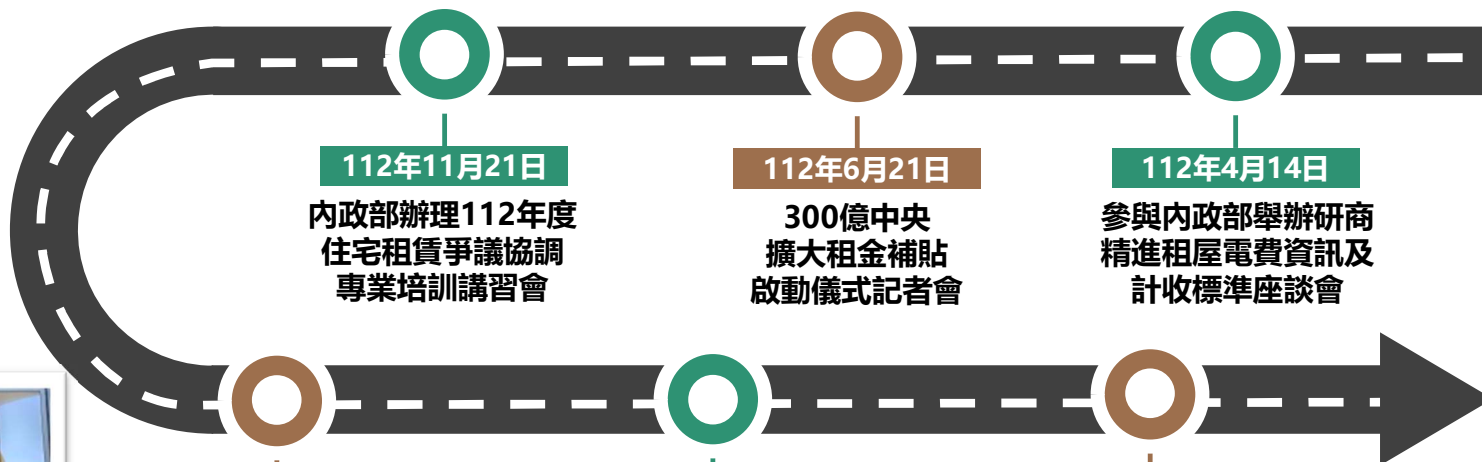 112年11月21日
內政部辦理112年度
住宅租賃爭議協調
專業培訓講習會
112年6月21日
300億中央
擴大租金補貼
啟動儀式記者會
112年4月14日
參與內政部舉辦研商
精進租屋電費資訊及
計收標準座談會